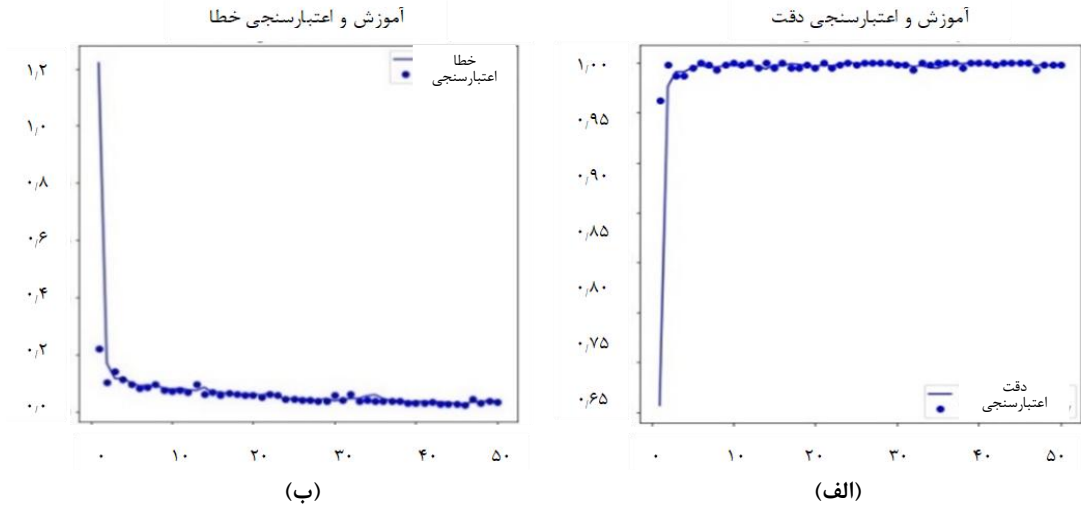 آموزش و اعتبارسنجی دقت
۱٫۰۰
۰٫۹۵
۰٫۹۰
۰٫۸۵
۰٫۸۰
۰٫۷۵
۰٫۶۵
دقت
اعتبارسنجی
۰ ۱۰ ۲۰ ۳۰ ۴۰ ۵۰
(الف)
آموزش و اعتبارسنجی خطا
۱٫۲
۱٫۰
۰٫۸
۰٫۶
۰٫۴
۰٫۲
۰٫۰
خطا
اعتبارسنجی
۰ ۱۰ ۲۰ ۳۰ ۴۰ ۵۰
(ب)